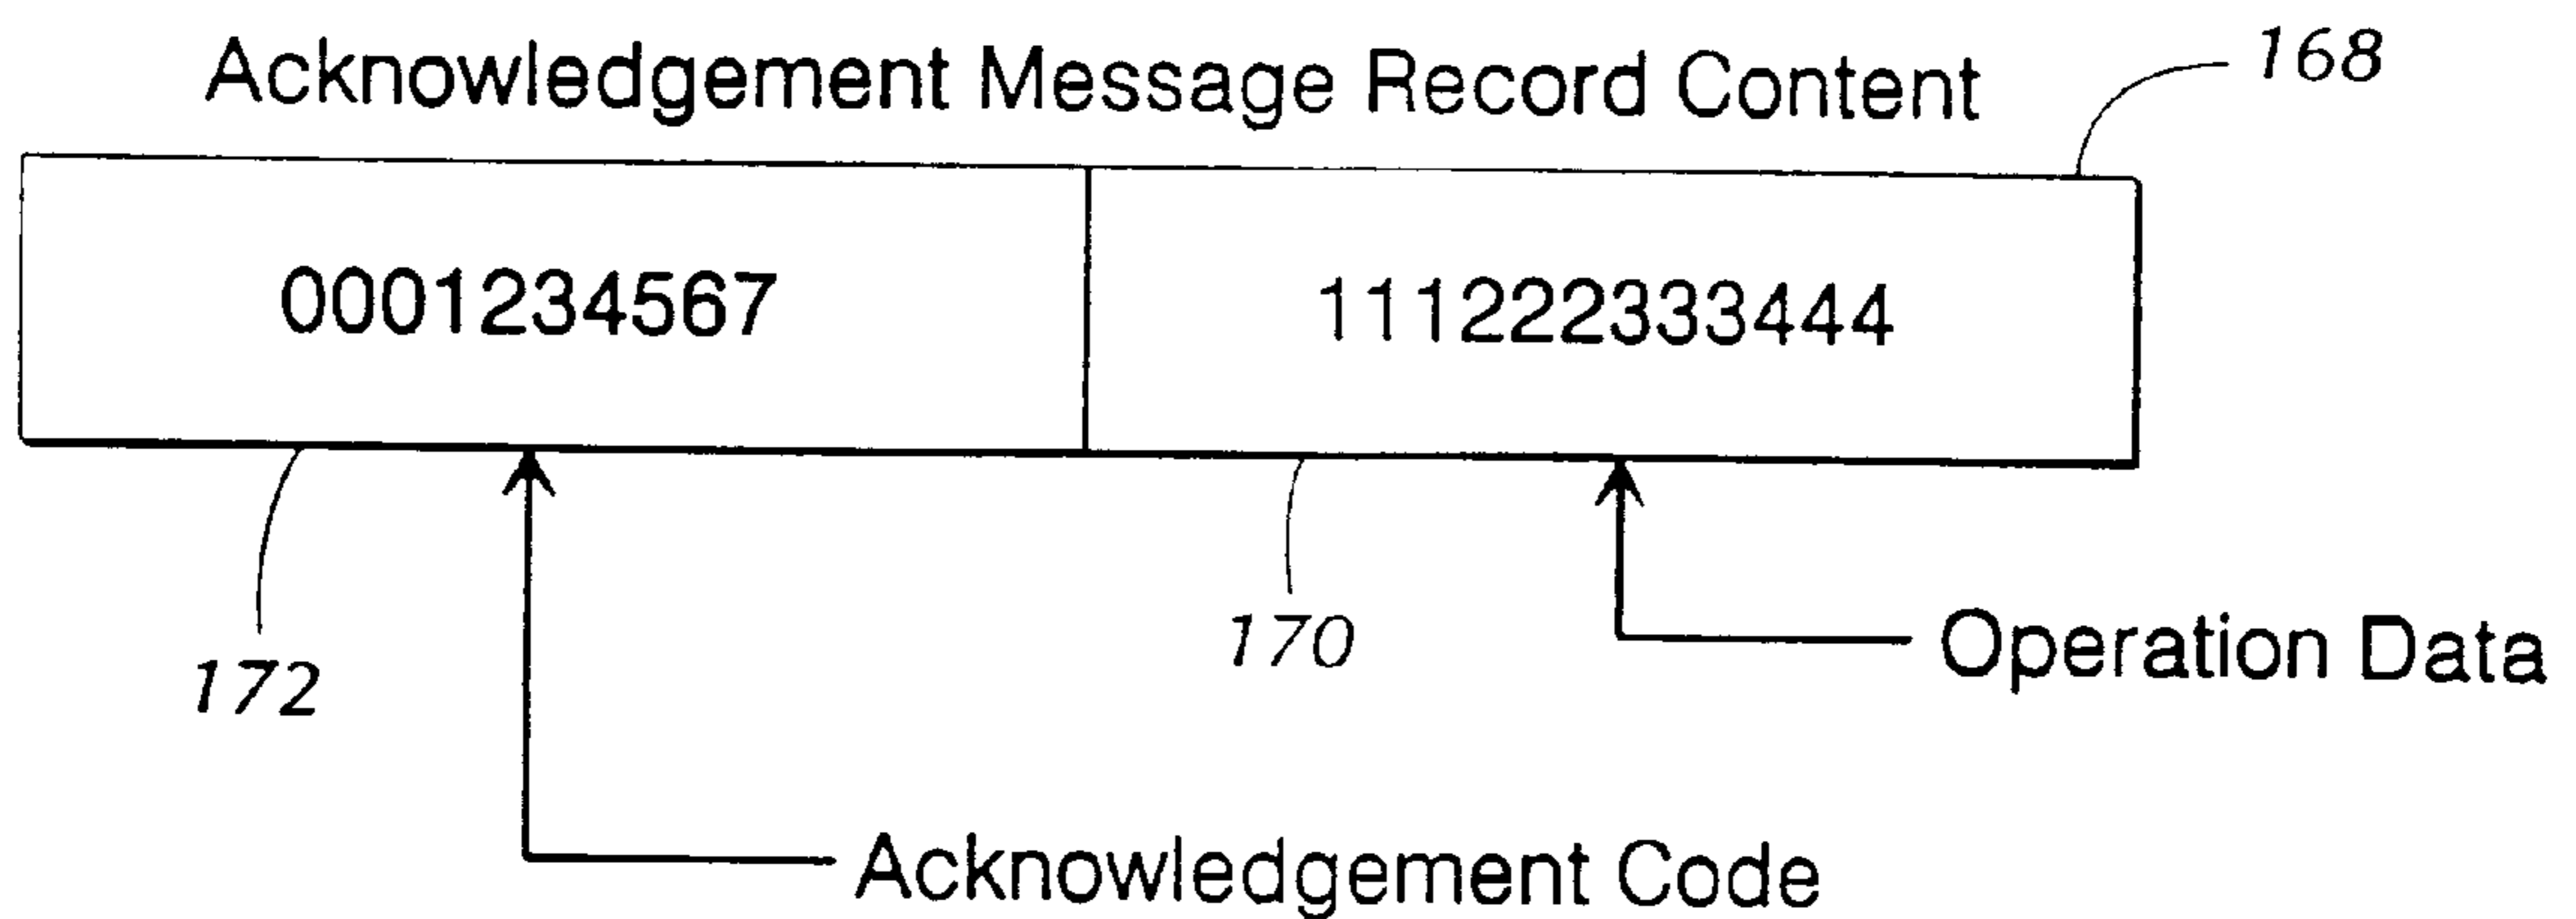 Acknowledgement Message Record Content
168
0001234567
111222333444
172
170
Operation Data
Acknowledgement Code